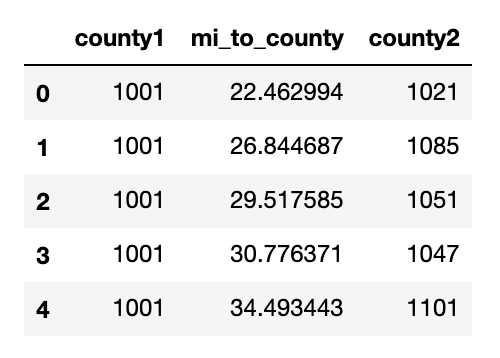 county1 mi_to_county county2
0 1001 22.462994 1021
1 1001 26.844687 1085
2 1001 29.517585 1051
3 1001 30.776371 1047
4 1001 34.493443 1101